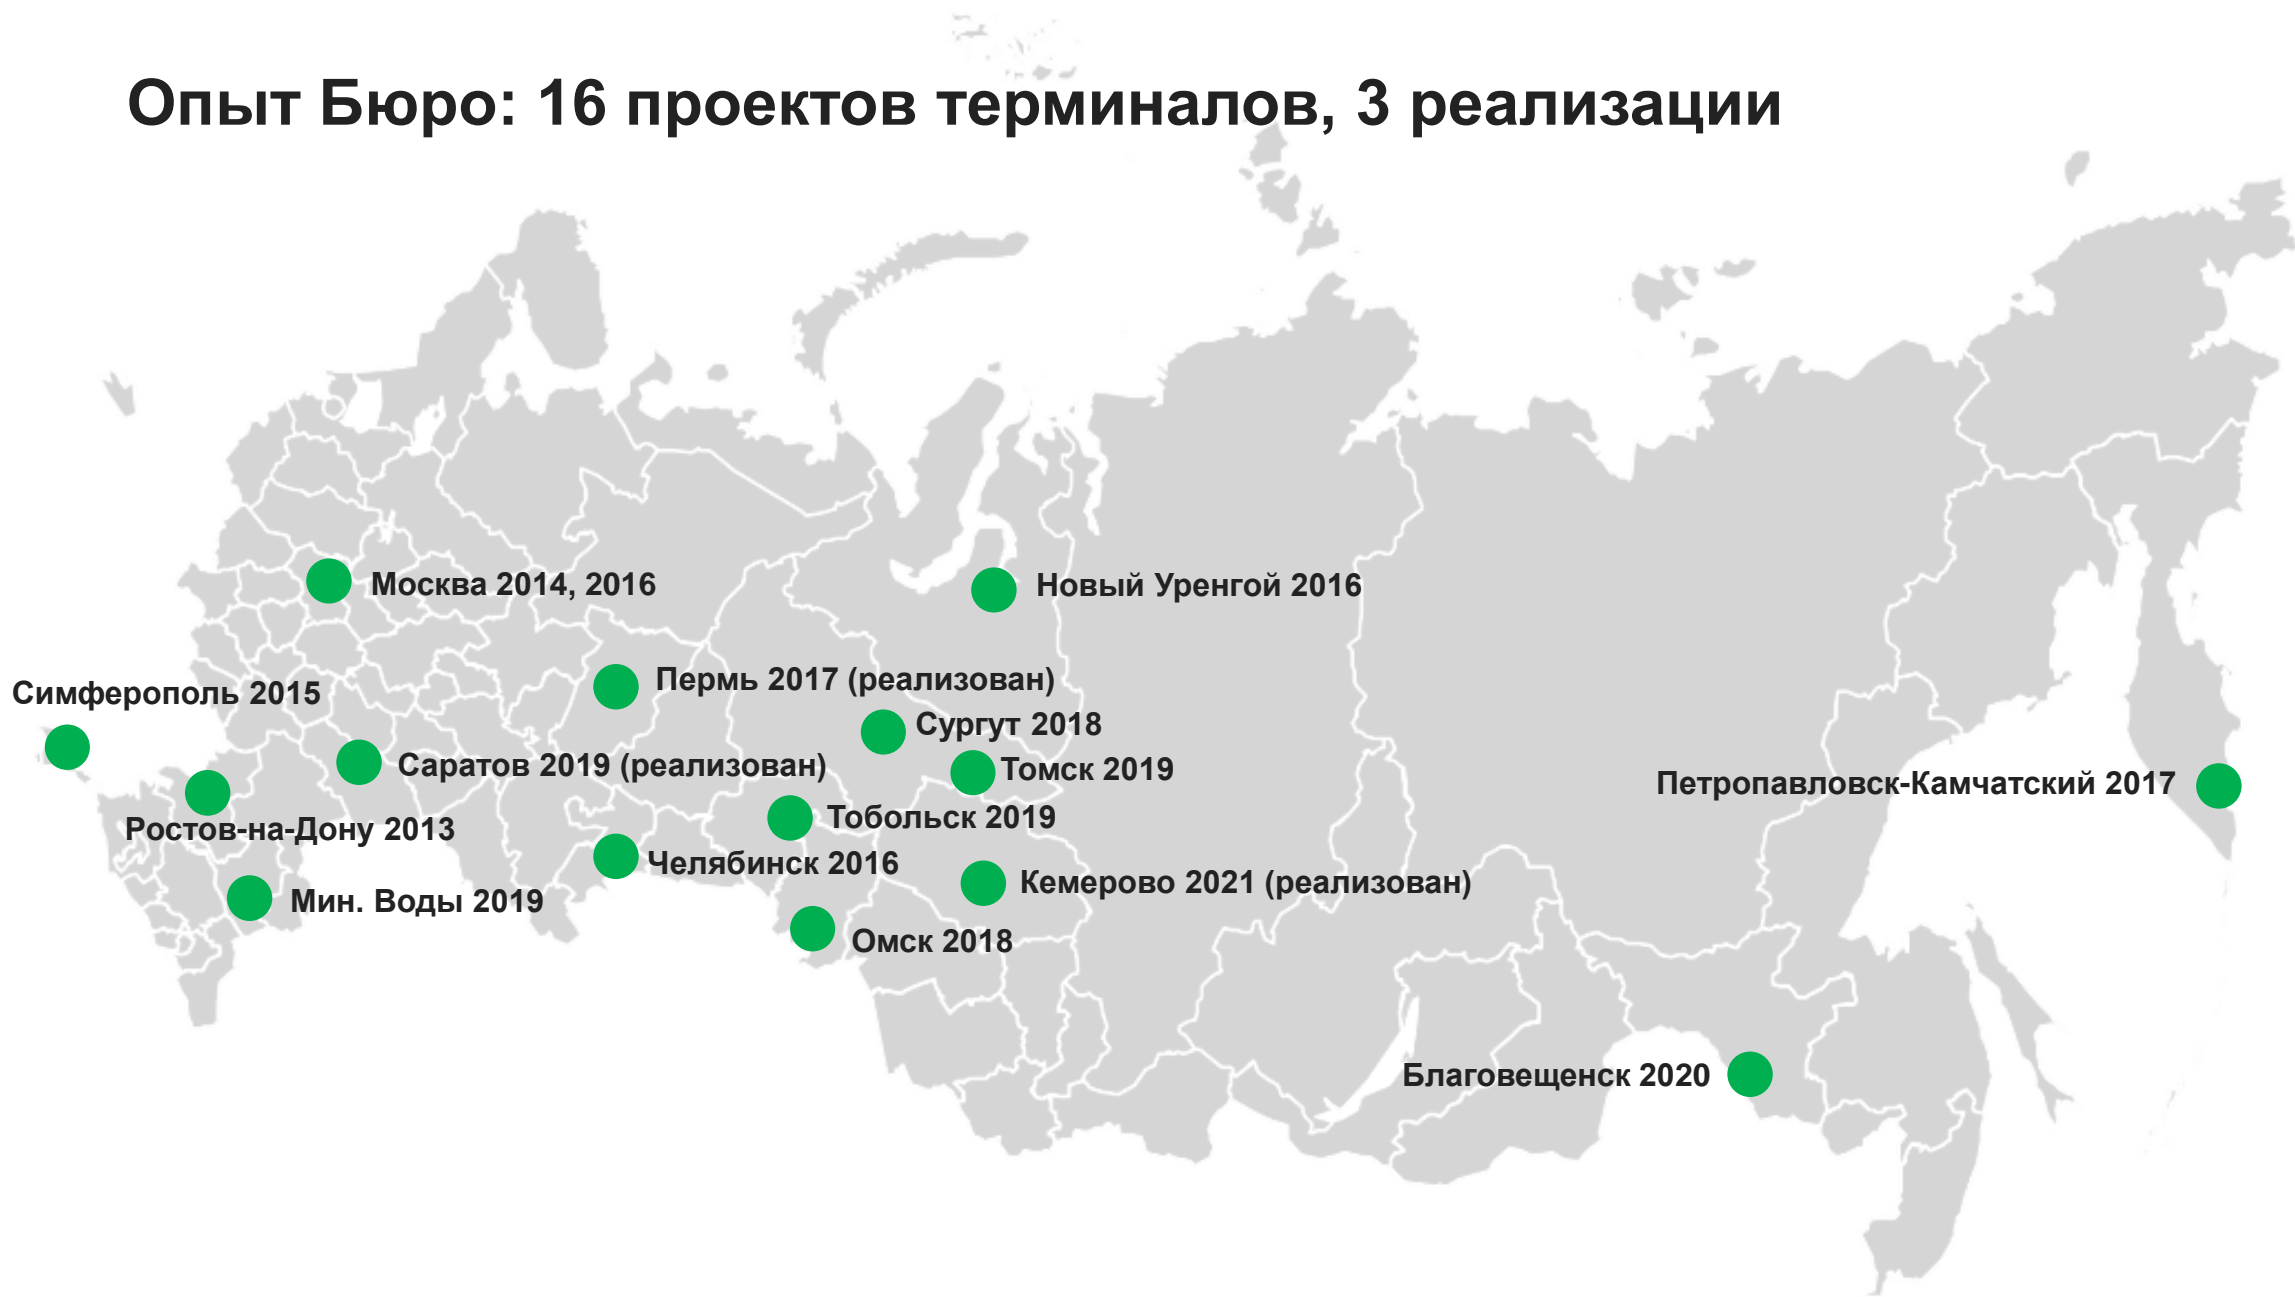 Опыт Бюро: 16 проектов терминалов, 3 реализации
Москва 2014, 2016
Новый Уренгой 2016
Симферополь 2015
Пермь 2017 (реализован)
Сургут 2018
Саратов 2019 (реализован)
Томск 2019
Петропавловск-Камчатский 2017
Ростов-на-Дону 2013
Тобольск 2019
Челябинск 2016
Кемерово 2021 (реализован)
Мин. Воды 2019
Омск 2018
Благовещенск 2020